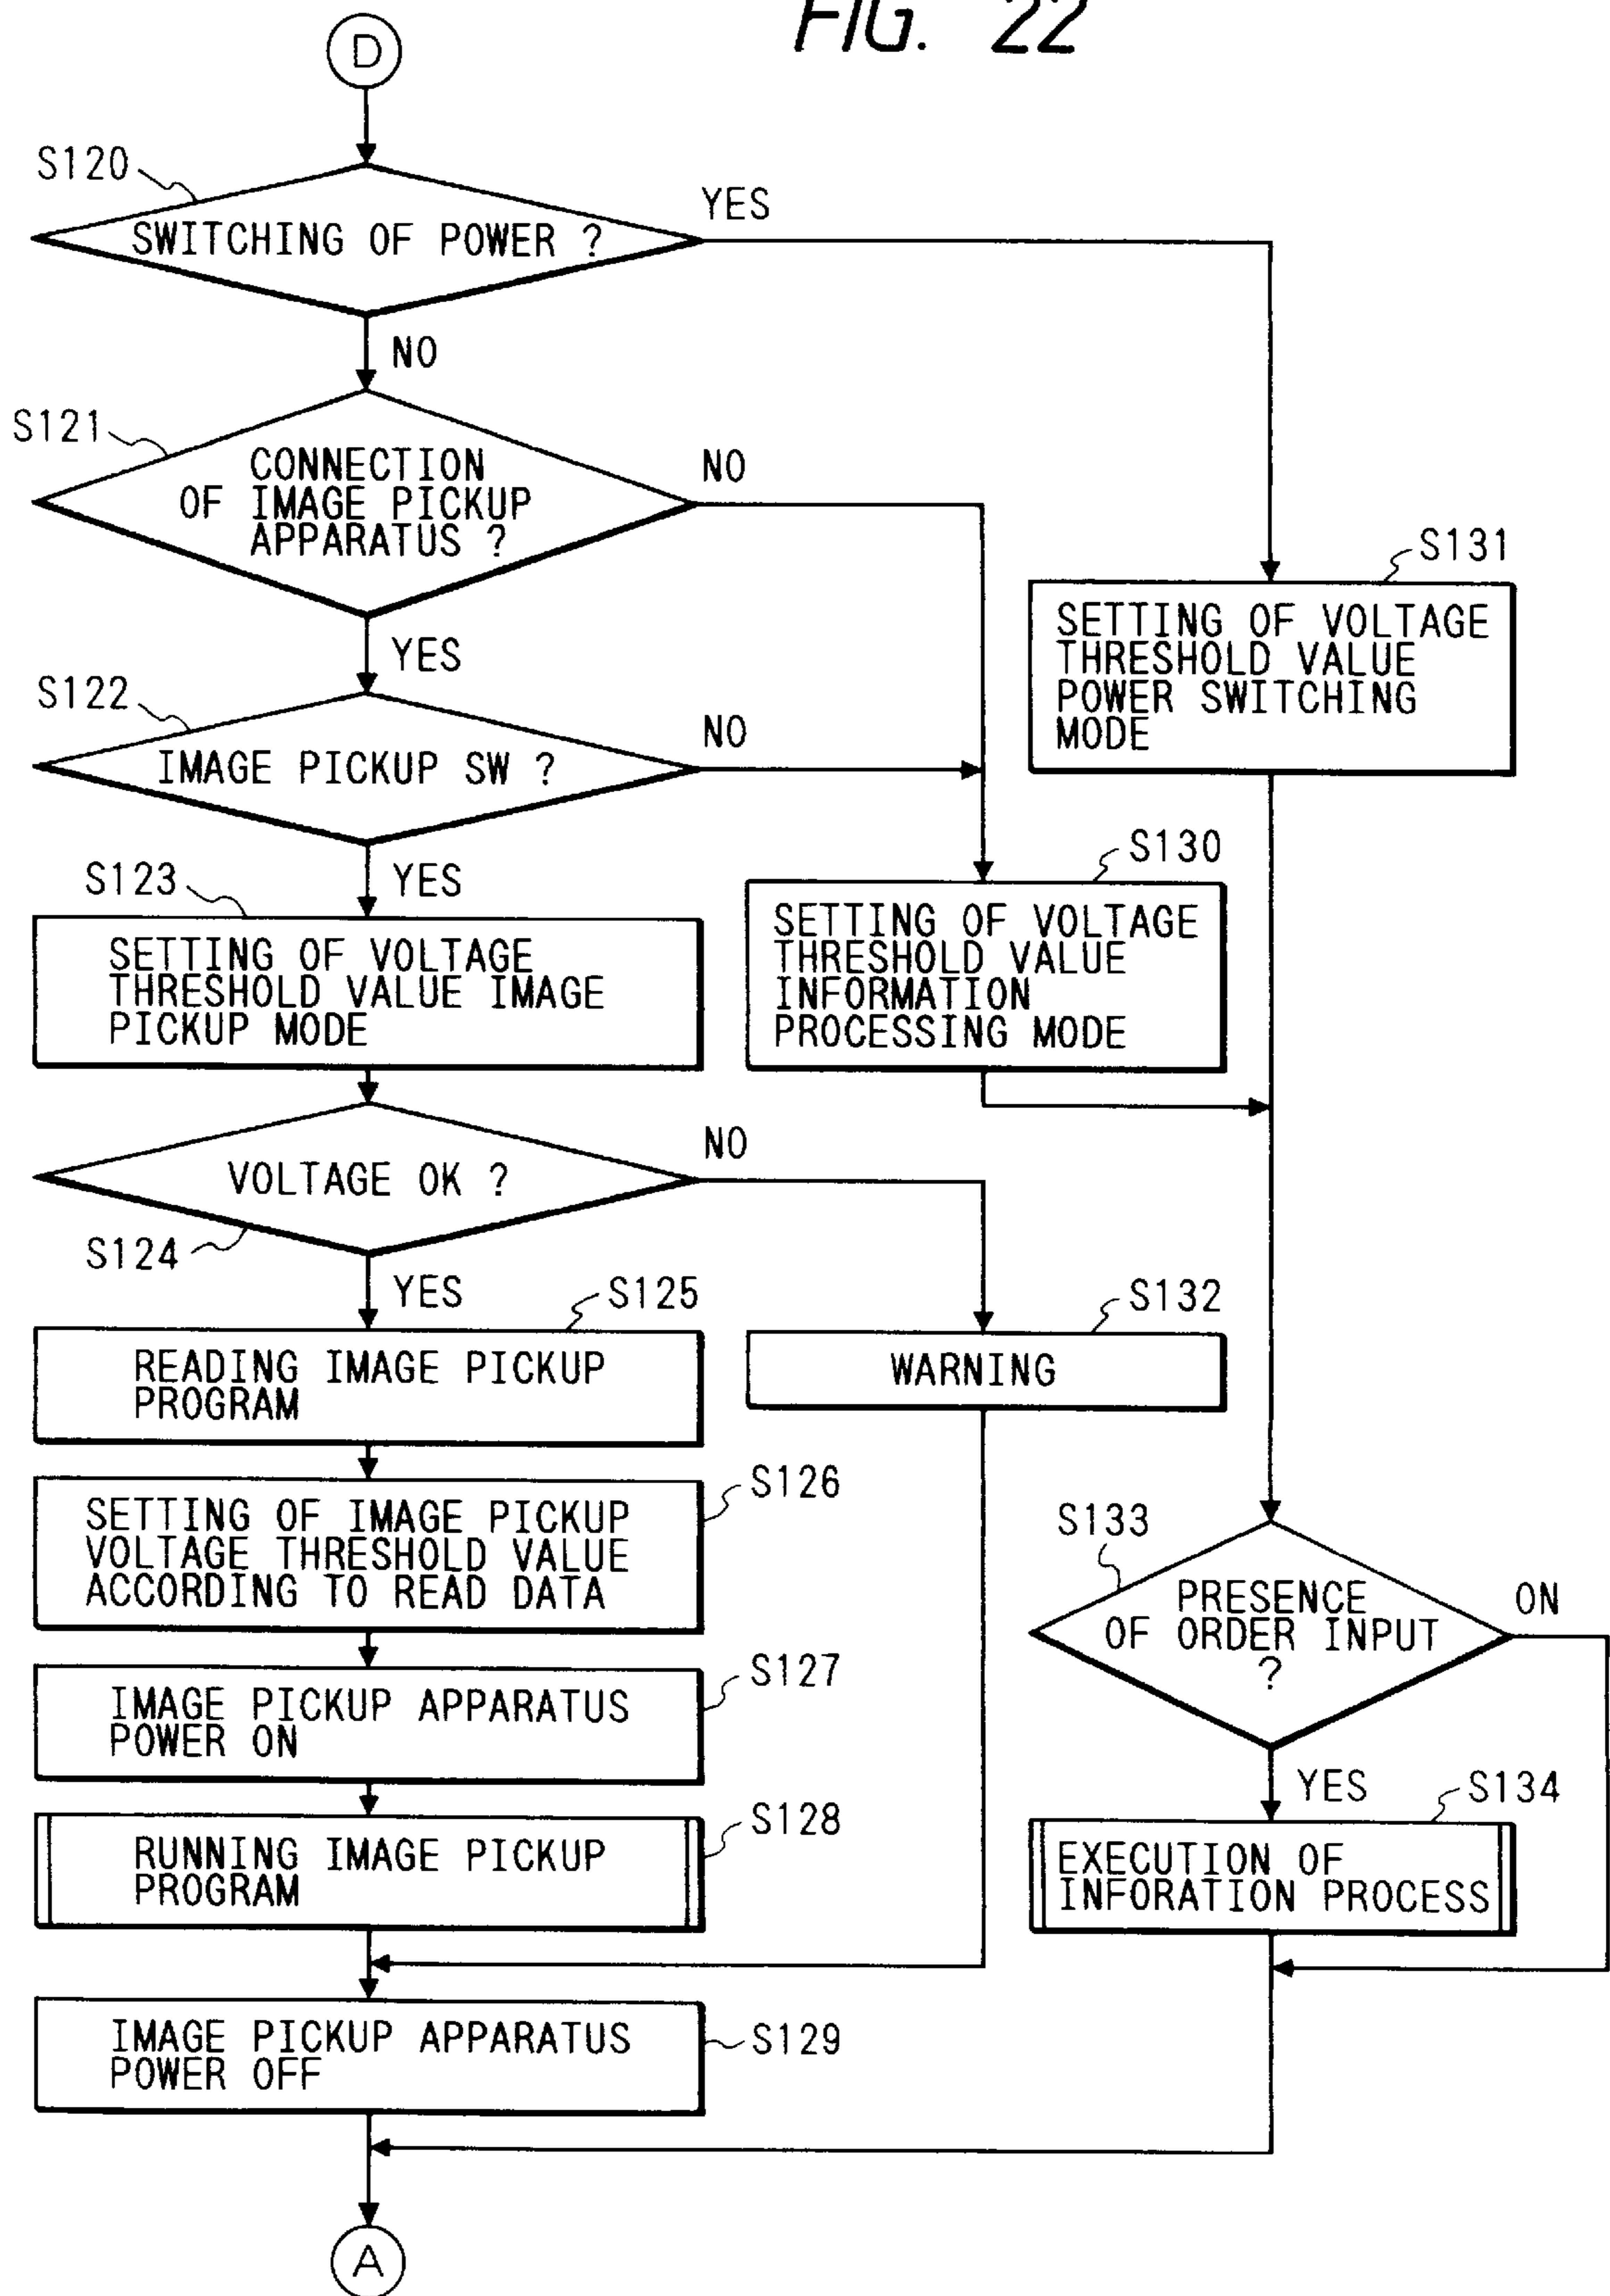 FIG. 22
D
S120
SWITCHING OF POWER ?
YES
NO
S121
CONNECTION
OF IMAGE PICKUP
APPARATUS ?
NO
YES
S122
IMAGE PICKUP SW ?
NO
YES
S131
SETTING OF VOLTAGE
THRESHOLD VALUE
POWER SWITCHING
MODE
S123
SETTING OF VOLTAGE
THRESHOLD VALUE IMAGE
PICKUP MODE
S130
SETTING OF VOLTAGE
THRESHOLD VALUE
INFORMATION
PROCESSING MODE
VOLTAGE OK ?
NO
S124
YES
S125
READING IMAGE PICKUP
PROGRAM
S132
WARNING
S126
SETTING OF IMAGE PICKUP
VOLTAGE THRESHOLD VALUE
ACCORDING TO READ DATA
S133
PRESENCE
OF ORDER INPUT
?
ON
YES
S127
IMAGE PICKUP APPARATUS
POWER ON
S128
RUNNING IMAGE PICKUP
PROGRAM
S134
EXECUTION OF
INFORATION PROCESS
IMAGE PICKUP APPARATUS
POWER OFF
S129
A